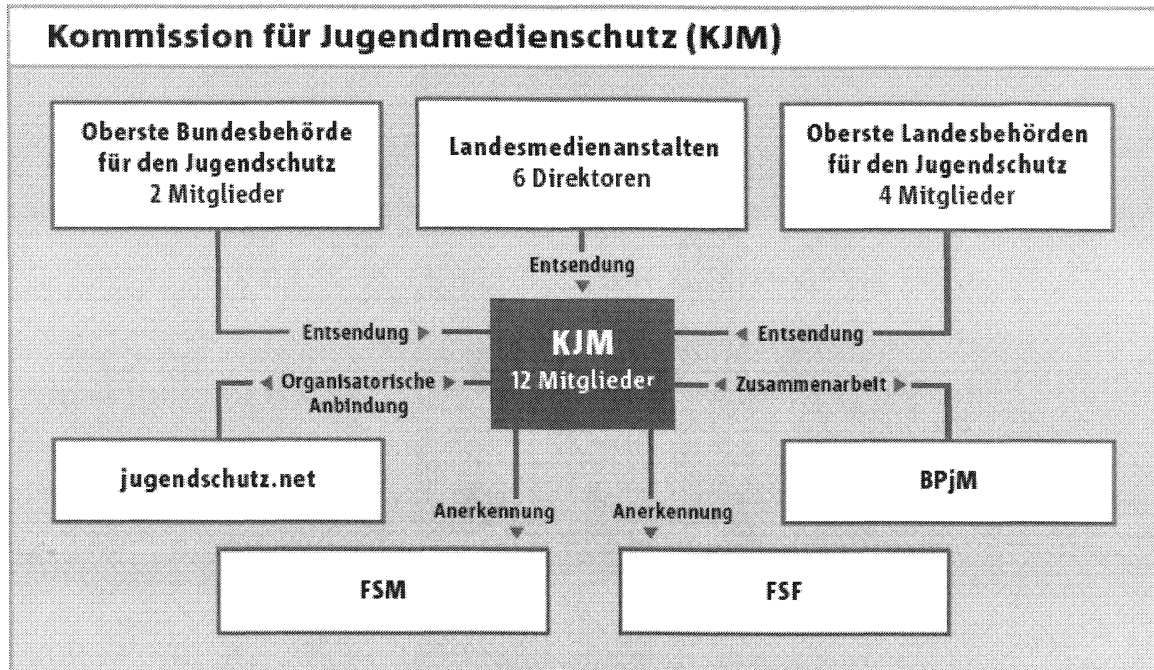 Kommission für Jugendmedienschutz (KJM)
Oberste Bundesbehörde
für den Jugendschutz
2 Mitglieder
Landesmedienanstalten
6 Direktoren
Oberste Landesbehörden
für den Jugendschutz
4 Mitglieder
Entsendung
Entsendung
KJM
12 Mitglieder
Entsendung
Organisatorische
Anbindung
Zusammenarbeit
jugendschutz.net
BPjM
Anerkennung
Anerkennung
FSM
FSF